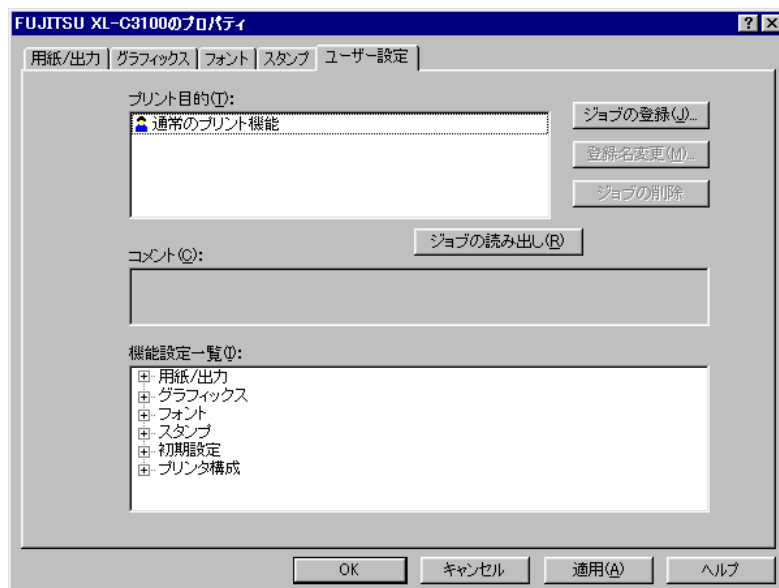 FUJITSU XL-C3100のプロパティ
用紙/出力 グラフィックス フォント スタンプ ユーザー設定
プリント目的(T):
通常のプリント機能
ジョブの登録(J)...
登録名変更(M)...
ジョブの削除
ジョブの読み出し(R)
コメント(C):
機能設定一覧(I):
用紙/出力
グラフィックス
フォント
スタンプ
初期設定
プリンタ構成
OK キャンセル 適用(A) ヘルプ